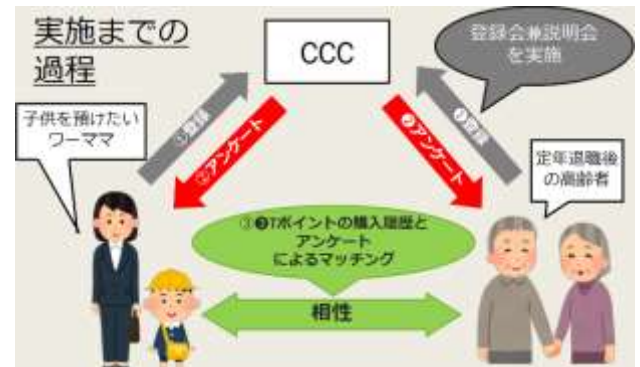 実施までの
過程
CCC
登録会兼説明会
を実施
子供を預けたい
ワーママ
①登録
②アンケート
❷アンケート
❶登録
定年退職後
の高齢者
③❸Tポイントの購入履歴と
アンケート
によるマッチング
相性